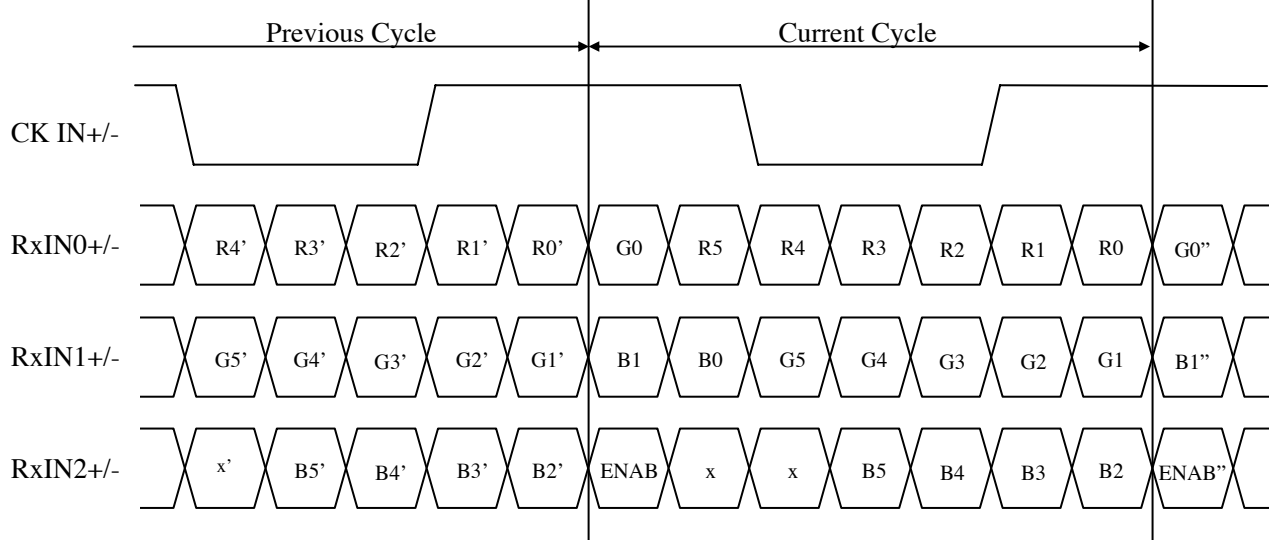 Previous Cycle Current Cycle
CK IN+/-
RxIN0+/- R4’ R3’ R2’ R1’ R0’ G0 R5 R4 R3 R2 R1 R0 G0”
RxIN1+/- G5’ G4’ G3’ G2’ G1’ B1 B0 G5 G4 G3 G2 G1 B1”
RxIN2+/- x’ B5’ B4’ B3’ B2’ ENAB x x B5 B4 B3 B2 ENAB”